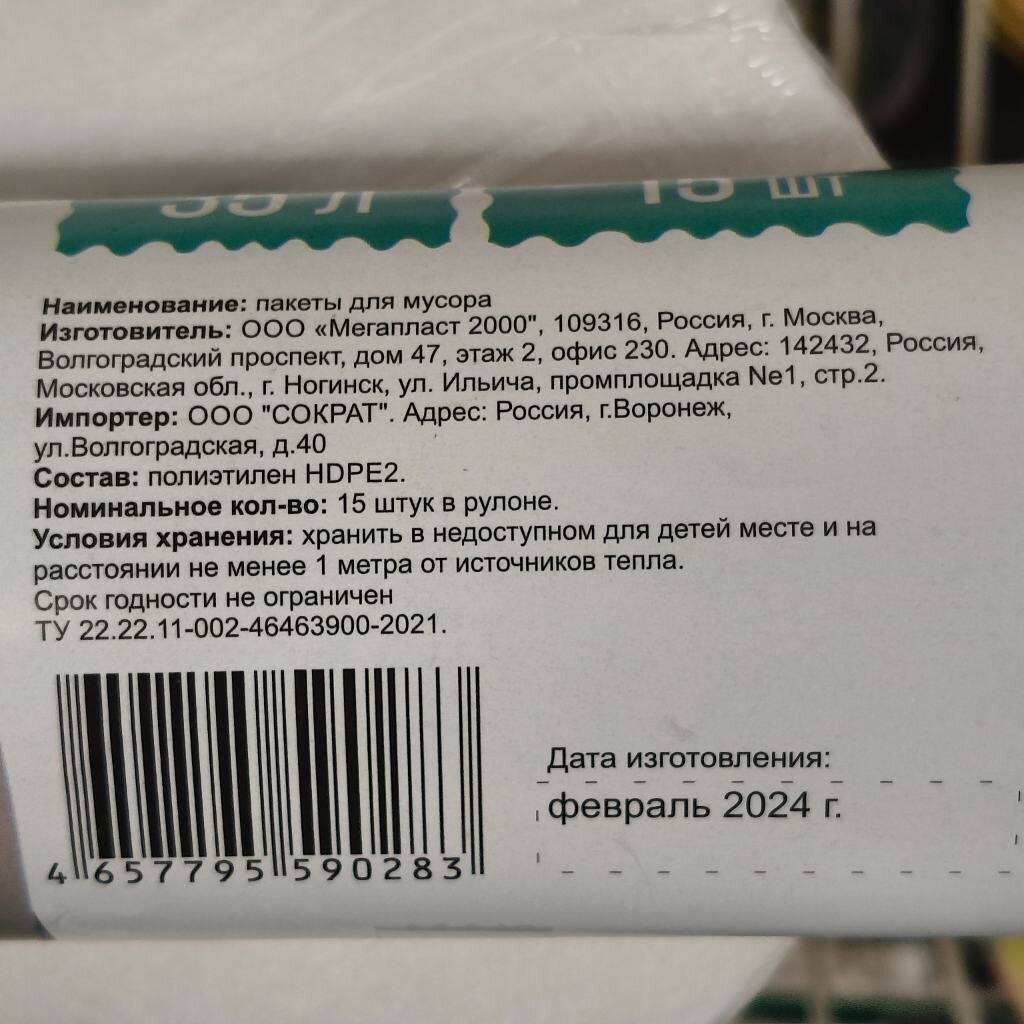 35 л 15 шт
Наименование: пакеты для мусора
Изготовитель: ООО «Мегапласт 2000", 109316, Россия, г. Москва,
Волгоградский проспект, дом 47, этаж 2, офис 230. Адрес: 142432, Россия,
Московская обл., г. Ногинск, ул. Ильича, промплощадка №1, стр.2.
Импортер: ООО "СОКРАТ". Адрес: Россия, г.Воронеж,
ул.Волгоградская, д.40
Состав: полиэтилен HDPE2.
Номинальное кол-во: 15 штук в рулоне.
Условия хранения: хранить в недоступном для детей месте и на
расстоянии не менее 1 метра от источников тепла.
Срок годности не ограничен
ТУ 22.22.11-002-46463900-2021.
Дата изготовления:
февраль 2024 г.
4 657795 590283